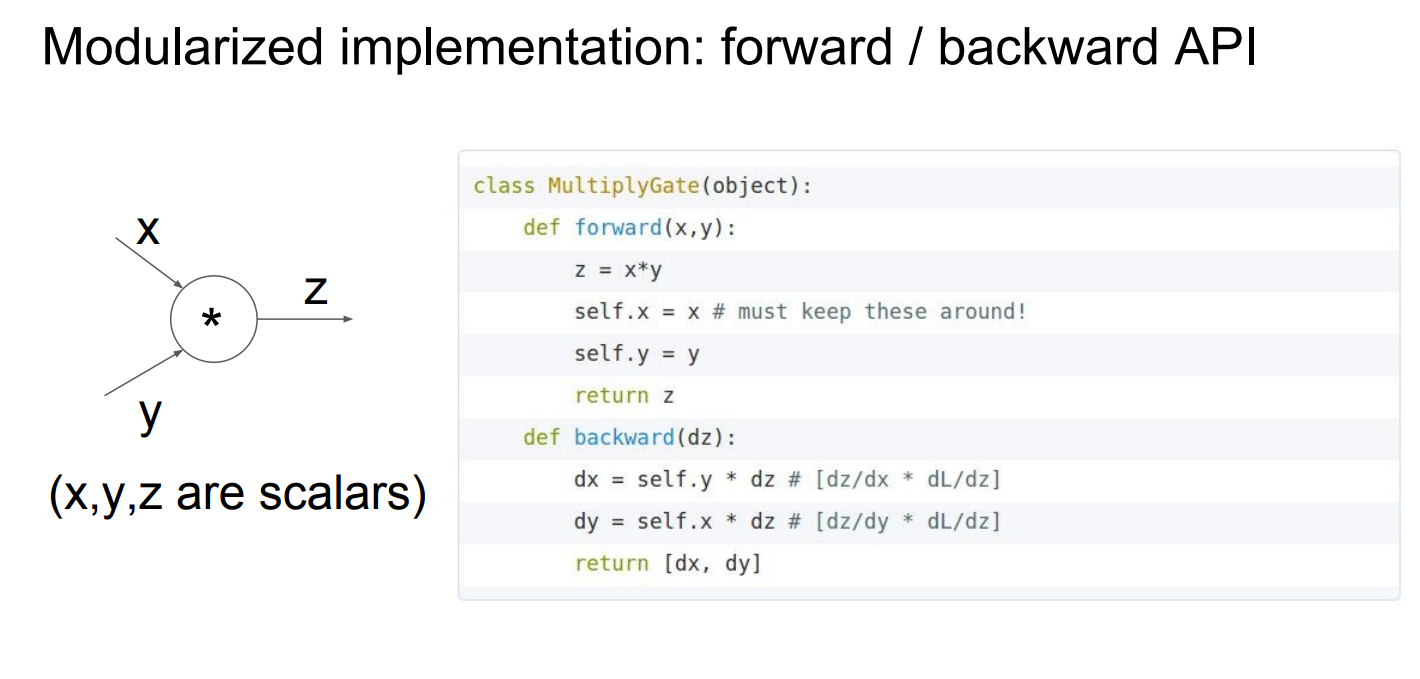 Modularized implementation: forward / backward API
x
z
*
y
(x,y,z are scalars)
class MultiplyGate(object):
def forward(x,y):
z = x*y
self.x = x # must keep these around!
self.y = y
return z
def backward(dz):
dx = self.y * dz # [dz/dx * dL/dz]
dy = self.x * dz # [dz/dy * dL/dz]
return [dx, dy]